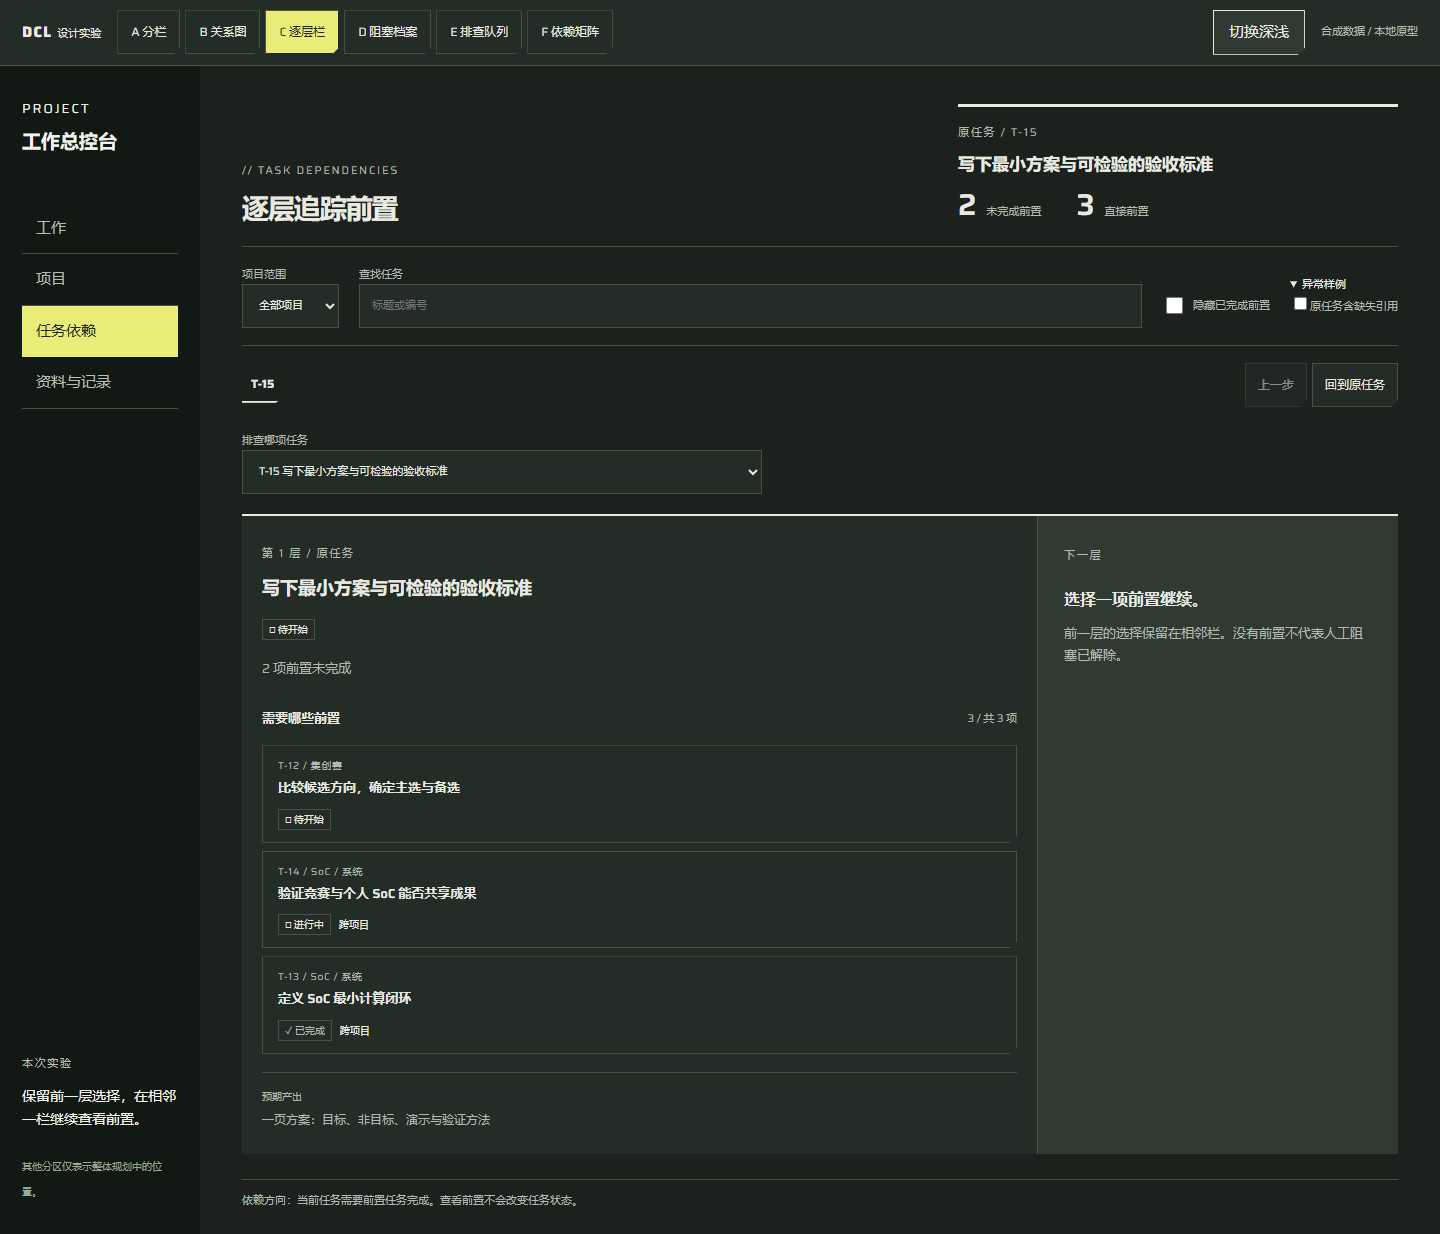 DCL 设计实验
A 分栏
B 关系图
C 逐层栏
D 阻塞档案
E 排查队列
F 依赖矩阵
切换深浅
合成数据 / 本地原型
PROJECT
工作总控台
工作
项目
任务依赖
资料与记录
本次实验
保留前一层选择，在相邻
一栏继续查看前置。
其他分区仅表示整体规划中的位
置。
// TASK DEPENDENCIES
逐层追踪前置
原任务 / T-15
写下最小方案与可检验的验收标准
2 未完成前置
3 直接前置
项目范围
全部项目
查找任务
标题或编号
隐藏已完成前置
▼ 异常样例
原任务含缺失引用
T-15
上一步
回到原任务
排查哪项任务
T-15 写下最小方案与可检验的验收标准
第 1 层 / 原任务
写下最小方案与可检验的验收标准
待开始
2 项前置未完成
需要哪些前置
3 / 共 3 项
T-12 / 集创赛
比较候选方向，确定主选与备选
待开始
T-14 / SoC / 系统
验证竞赛与个人 SoC 能否共享成果
进行中 跨项目
T-13 / SoC / 系统
定义 SoC 最小计算闭环
✓ 已完成 跨项目
预期产出
一页方案：目标、非目标、演示与验证方法
下一层
选择一项前置继续。
前一层的选择保留在相邻栏。没有前置不代表人工阻
塞已解除。
依赖方向：当前任务需要前置任务完成。查看前置不会改变任务状态。